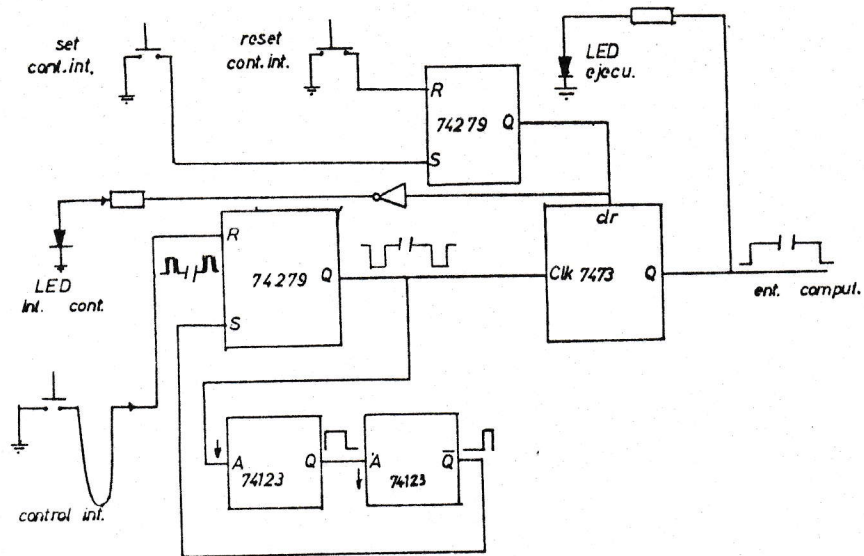 set
cont.int.
reset
cont.int.
LED
ejecu.
R
74279
Q
S
clr
Clk 7473
Q
ent. comput.
R
74279
Q
S
LED
int. cont.
control int.
A
Q
74123
A
Q̅
74123